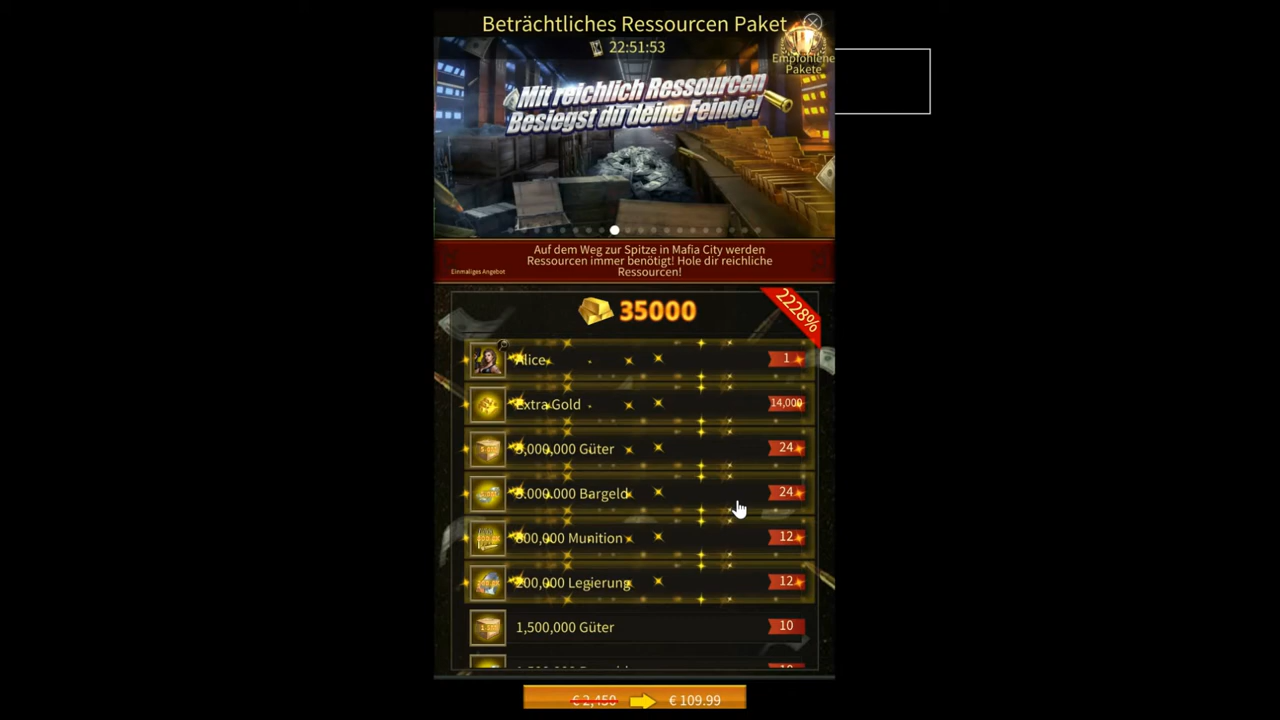 Beträchtliches Ressourcen Paket
22:51:53
Empfohlene
Pakete
Mit reichlich Ressourcen
Besiegst du deine Feinde!
Auf dem Weg zur Spitze in Mafia City werden
Ressourcen immer benötigt! Hole dir reichliche
Ressourcen!
Einmaliges Angebot
35000
2228%
Alice 1
Extra Gold 14,000
Güter 24
Bargeld 24
Munition 12
200,000 Legierung 12
1,500,000 Güter 10
€ 2,450 € 109.99